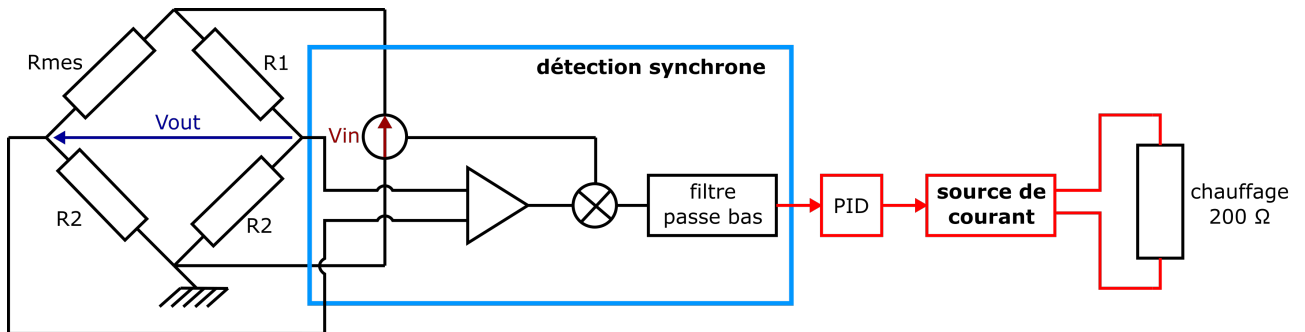 détection synchrone
Rmes
R1
Vout
Vin
R2
R2
filtre
passe bas
PID
source de
courant
chauffage
200 Ω